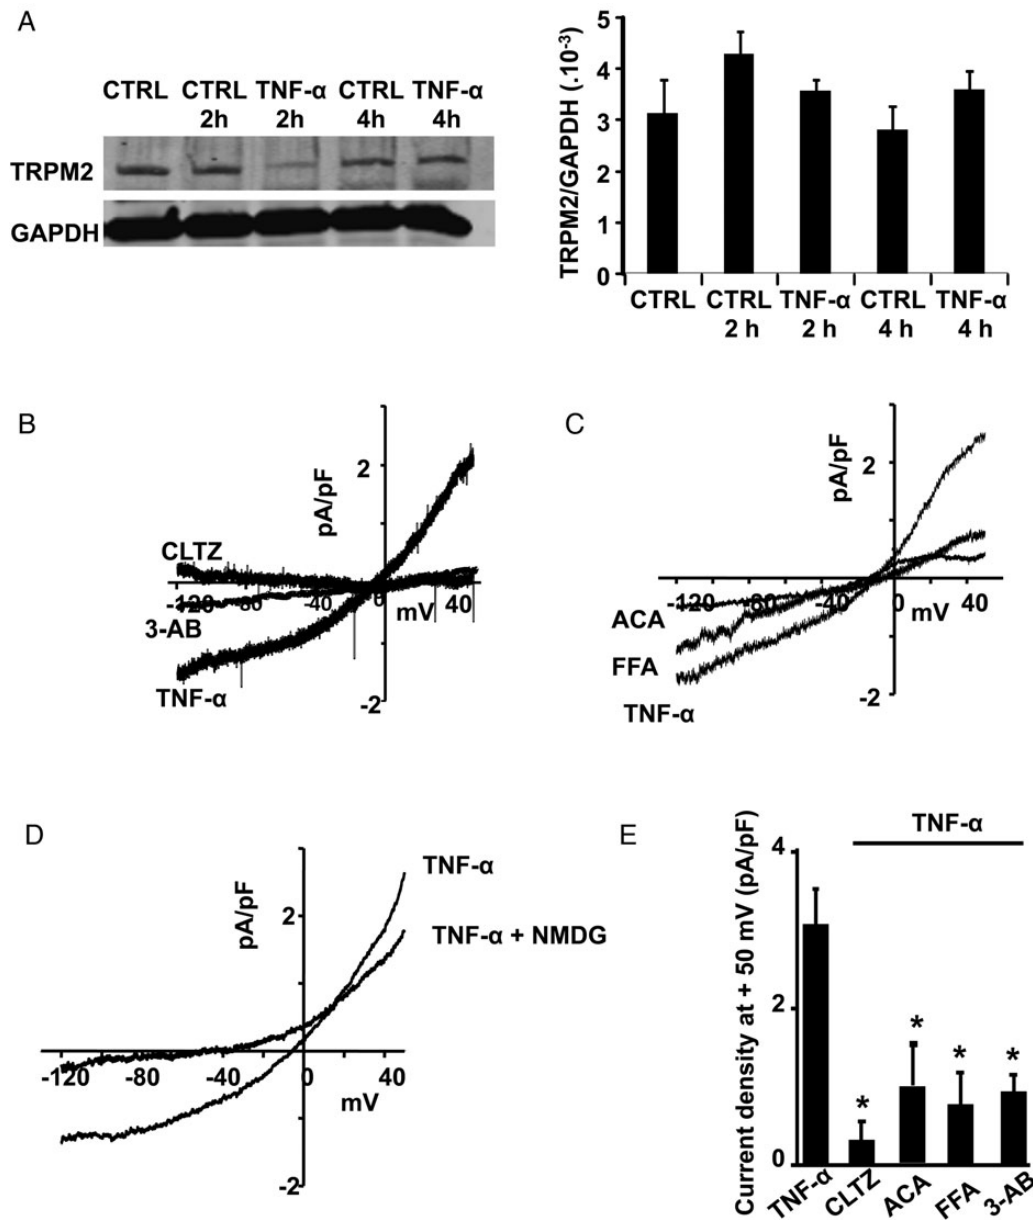 A
CTRL CTRL TNF-α CTRL TNF-α
2h 2h 4h 4h
TRPM2
GAPDH
TRPM2/GAPDH (.10-3)
5
4
3
2
1
0
CTRL CTRL TNF-α CTRL TNF-α
2 h 2 h 4 h 4 h
B
pA/pF
2
CLTZ
-120 -80 -40 0 40
mV
3-AB
TNF-α
-2
C
pA/pF
2
-120 -80 -40 0 40
mV
ACA
FFA
TNF-α
-2
D
pA/pF
TNF-α
2
TNF-α + NMDG
-120 -80 -40 0 40
mV
-2
E
TNF-α
Current density at + 50 mV (pA/pF)
4
2
0
* * * *
TNF-α CLTZ ACA FFA 3-AB